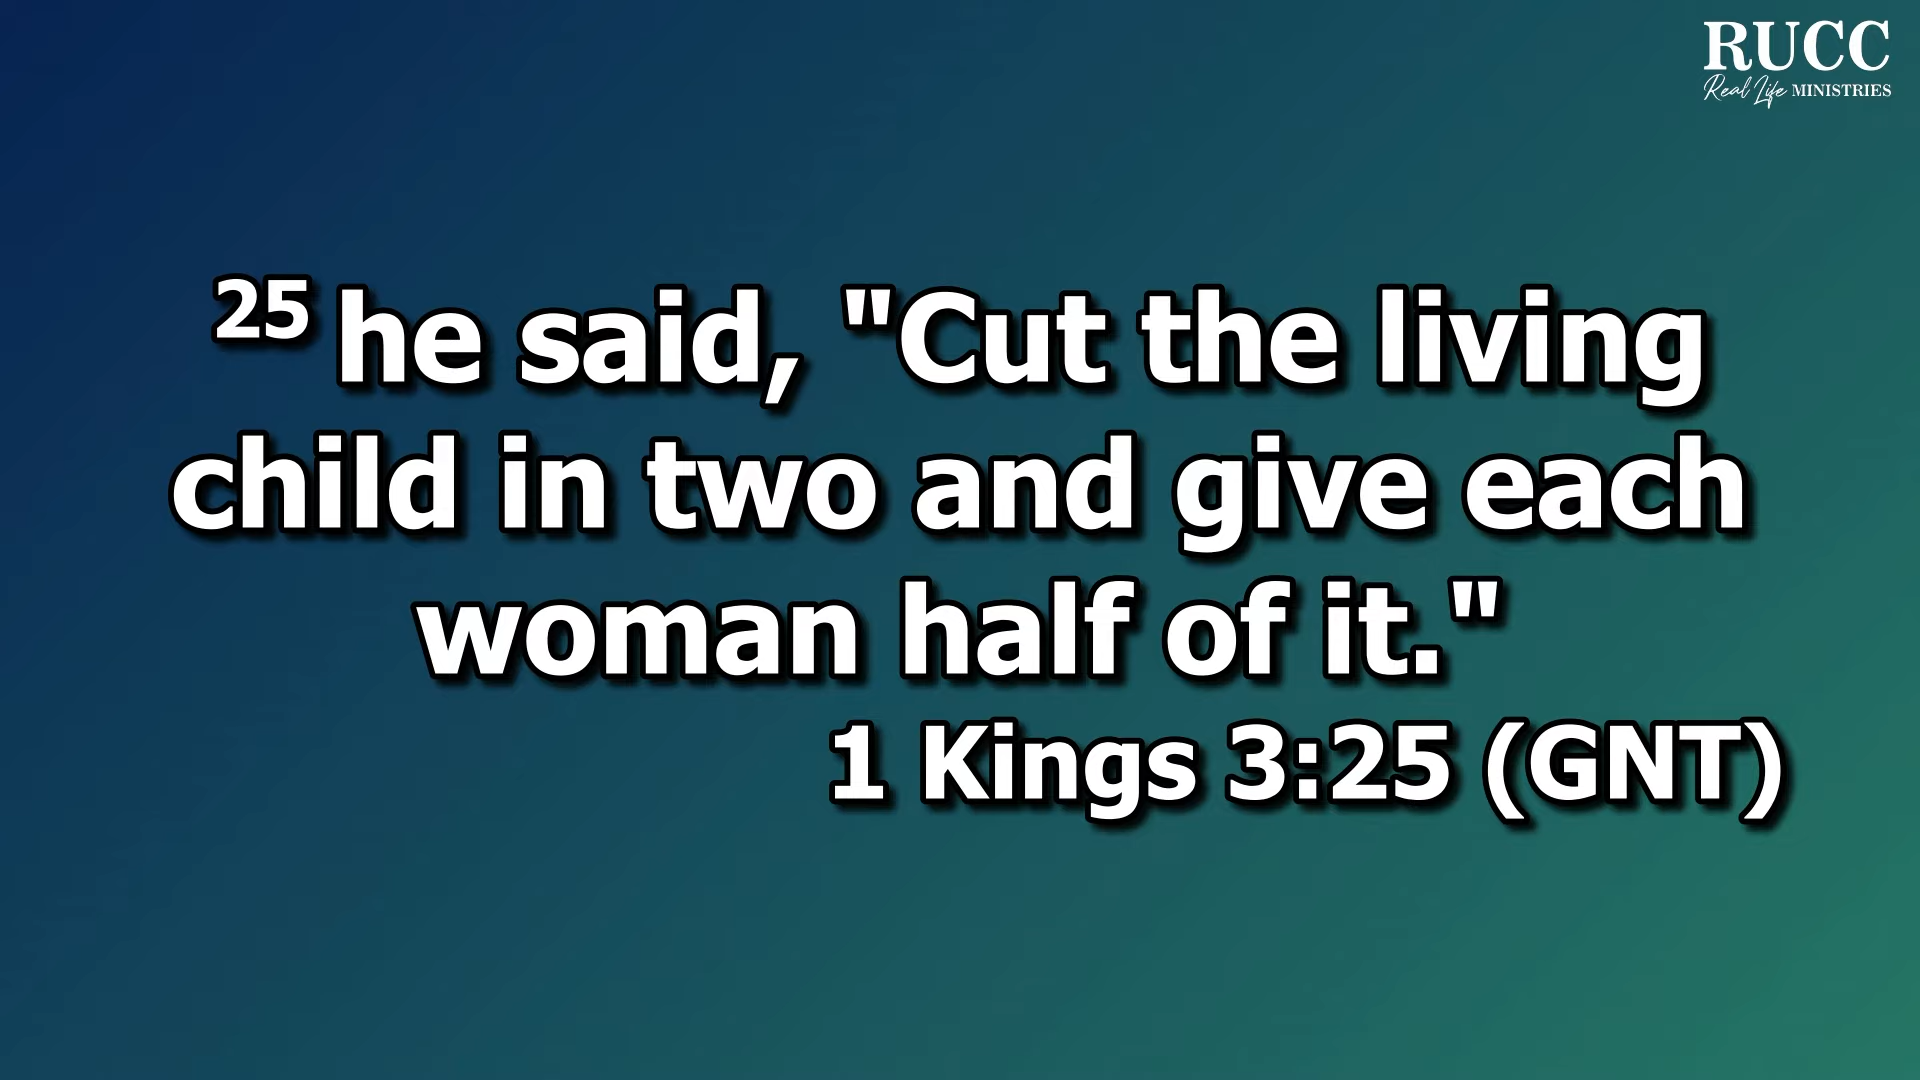 RUCC
Real Life MINISTRIES
25 he said, "Cut the living
child in two and give each
woman half of it."
1 Kings 3:25 (GNT)